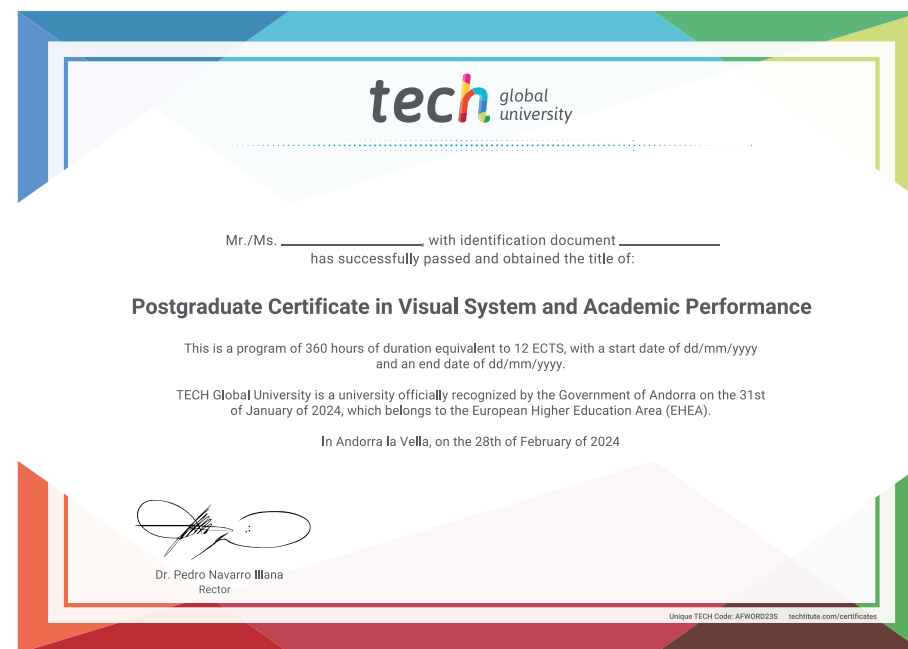 tech global
university
Mr./Ms. ____________, with identification document ____________
has successfully passed and obtained the title of:
Postgraduate Certificate in Visual System and Academic Performance
This is a program of 360 hours of duration equivalent to 12 ECTS, with a start date of dd/mm/yyyy
and an end date of dd/mm/yyyy.
TECH Global University is a university officially recognized by the Government of Andorra on the 31st
of January of 2024, which belongs to the European Higher Education Area (EHEA).
In Andorra la Vella, on the 28th of February of 2024
Dr. Pedro Navarro Illana
Rector
Unique TECH Code: AFWORD23S techtitute.com/certificates